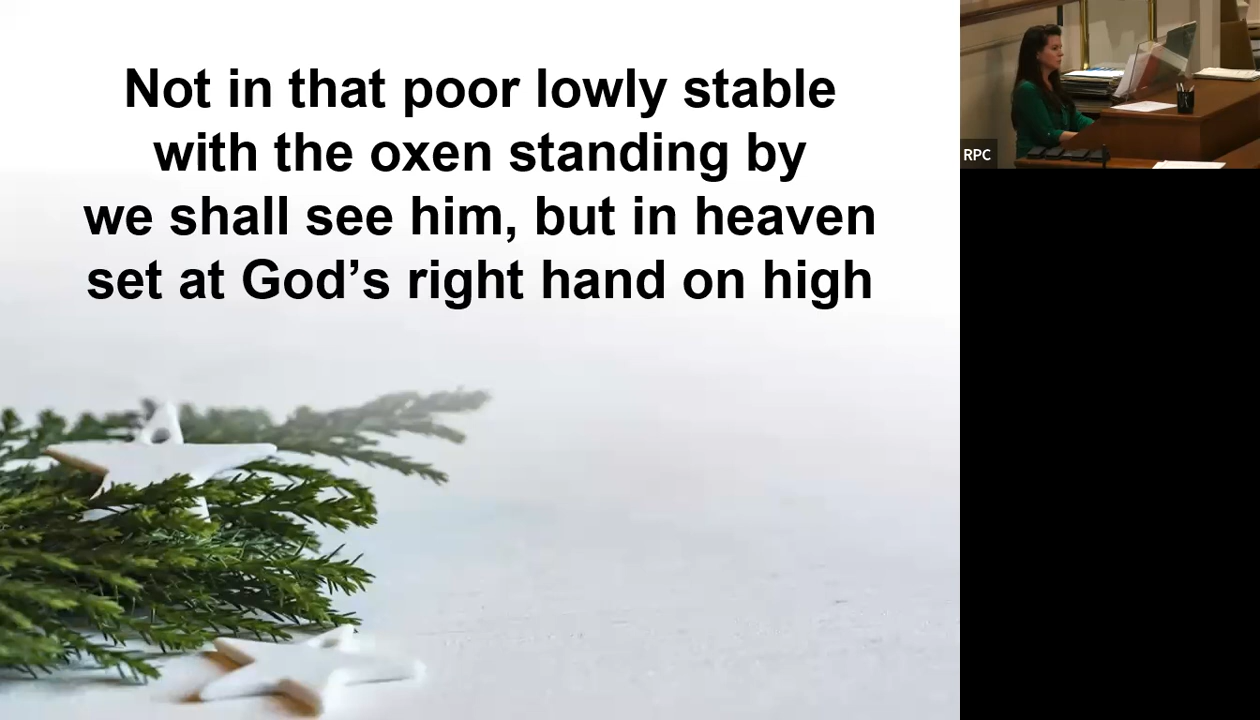 Not in that poor lowly stable
with the oxen standing by
we shall see him, but in heaven
set at God’s right hand on high
RPC